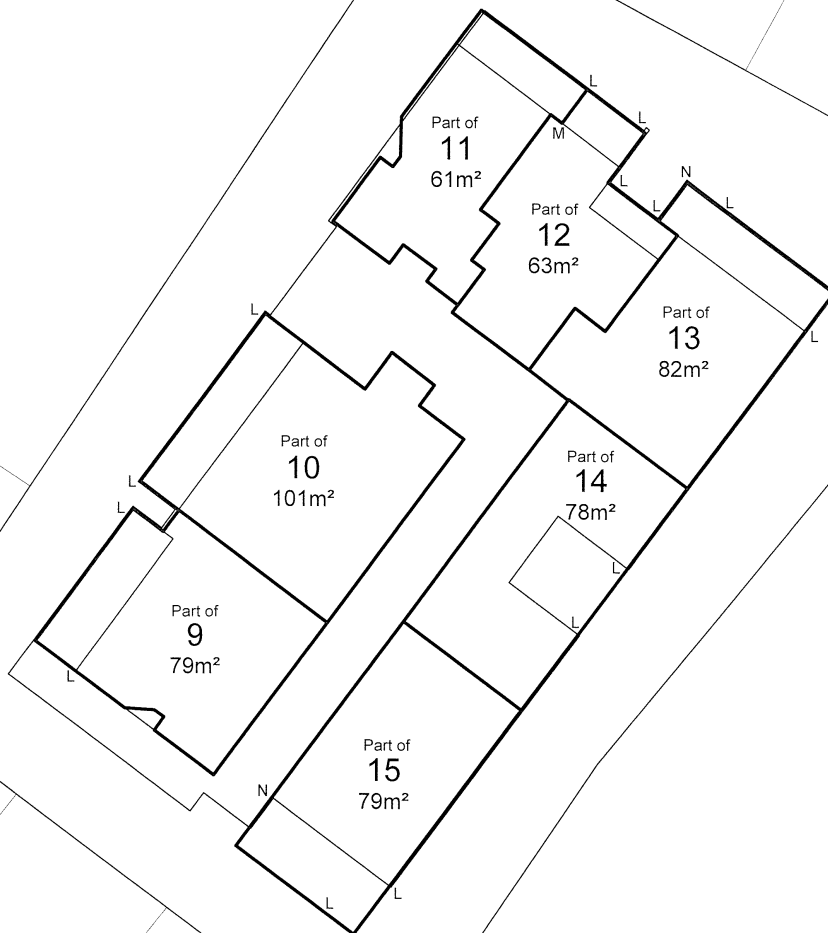 L
L
Part of
11
61m²
M
N
L
L
L
Part of
12
63m²
Part of
13
82m²
L
L
Part of
10
101m²
Part of
14
78m²
L
L
L
L
Part of
9
79m²
L
Part of
15
79m²
N
L
L